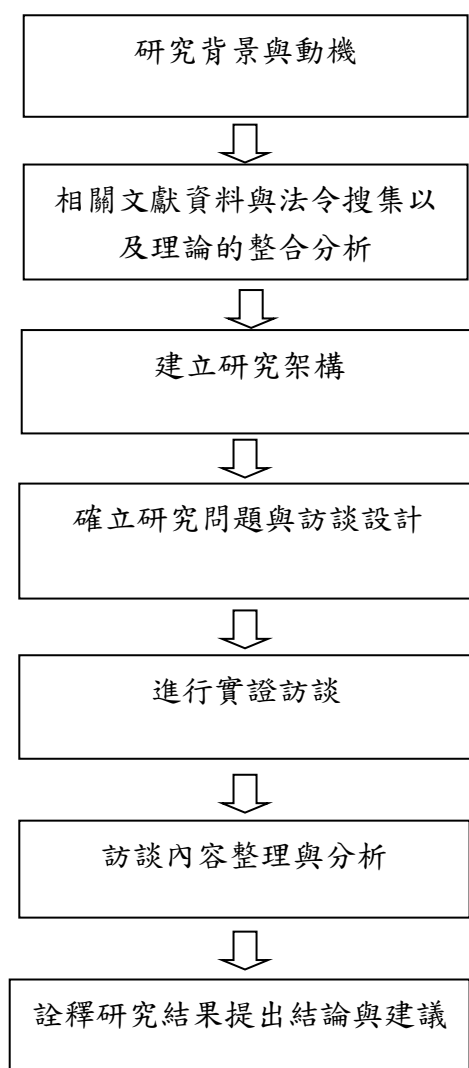 研究背景與動機
相關文獻資料與法令搜集以
及理論的整合分析
建立研究架構
確立研究問題與訪談設計
進行實證訪談
訪談內容整理與分析
詮釋研究結果提出結論與建議